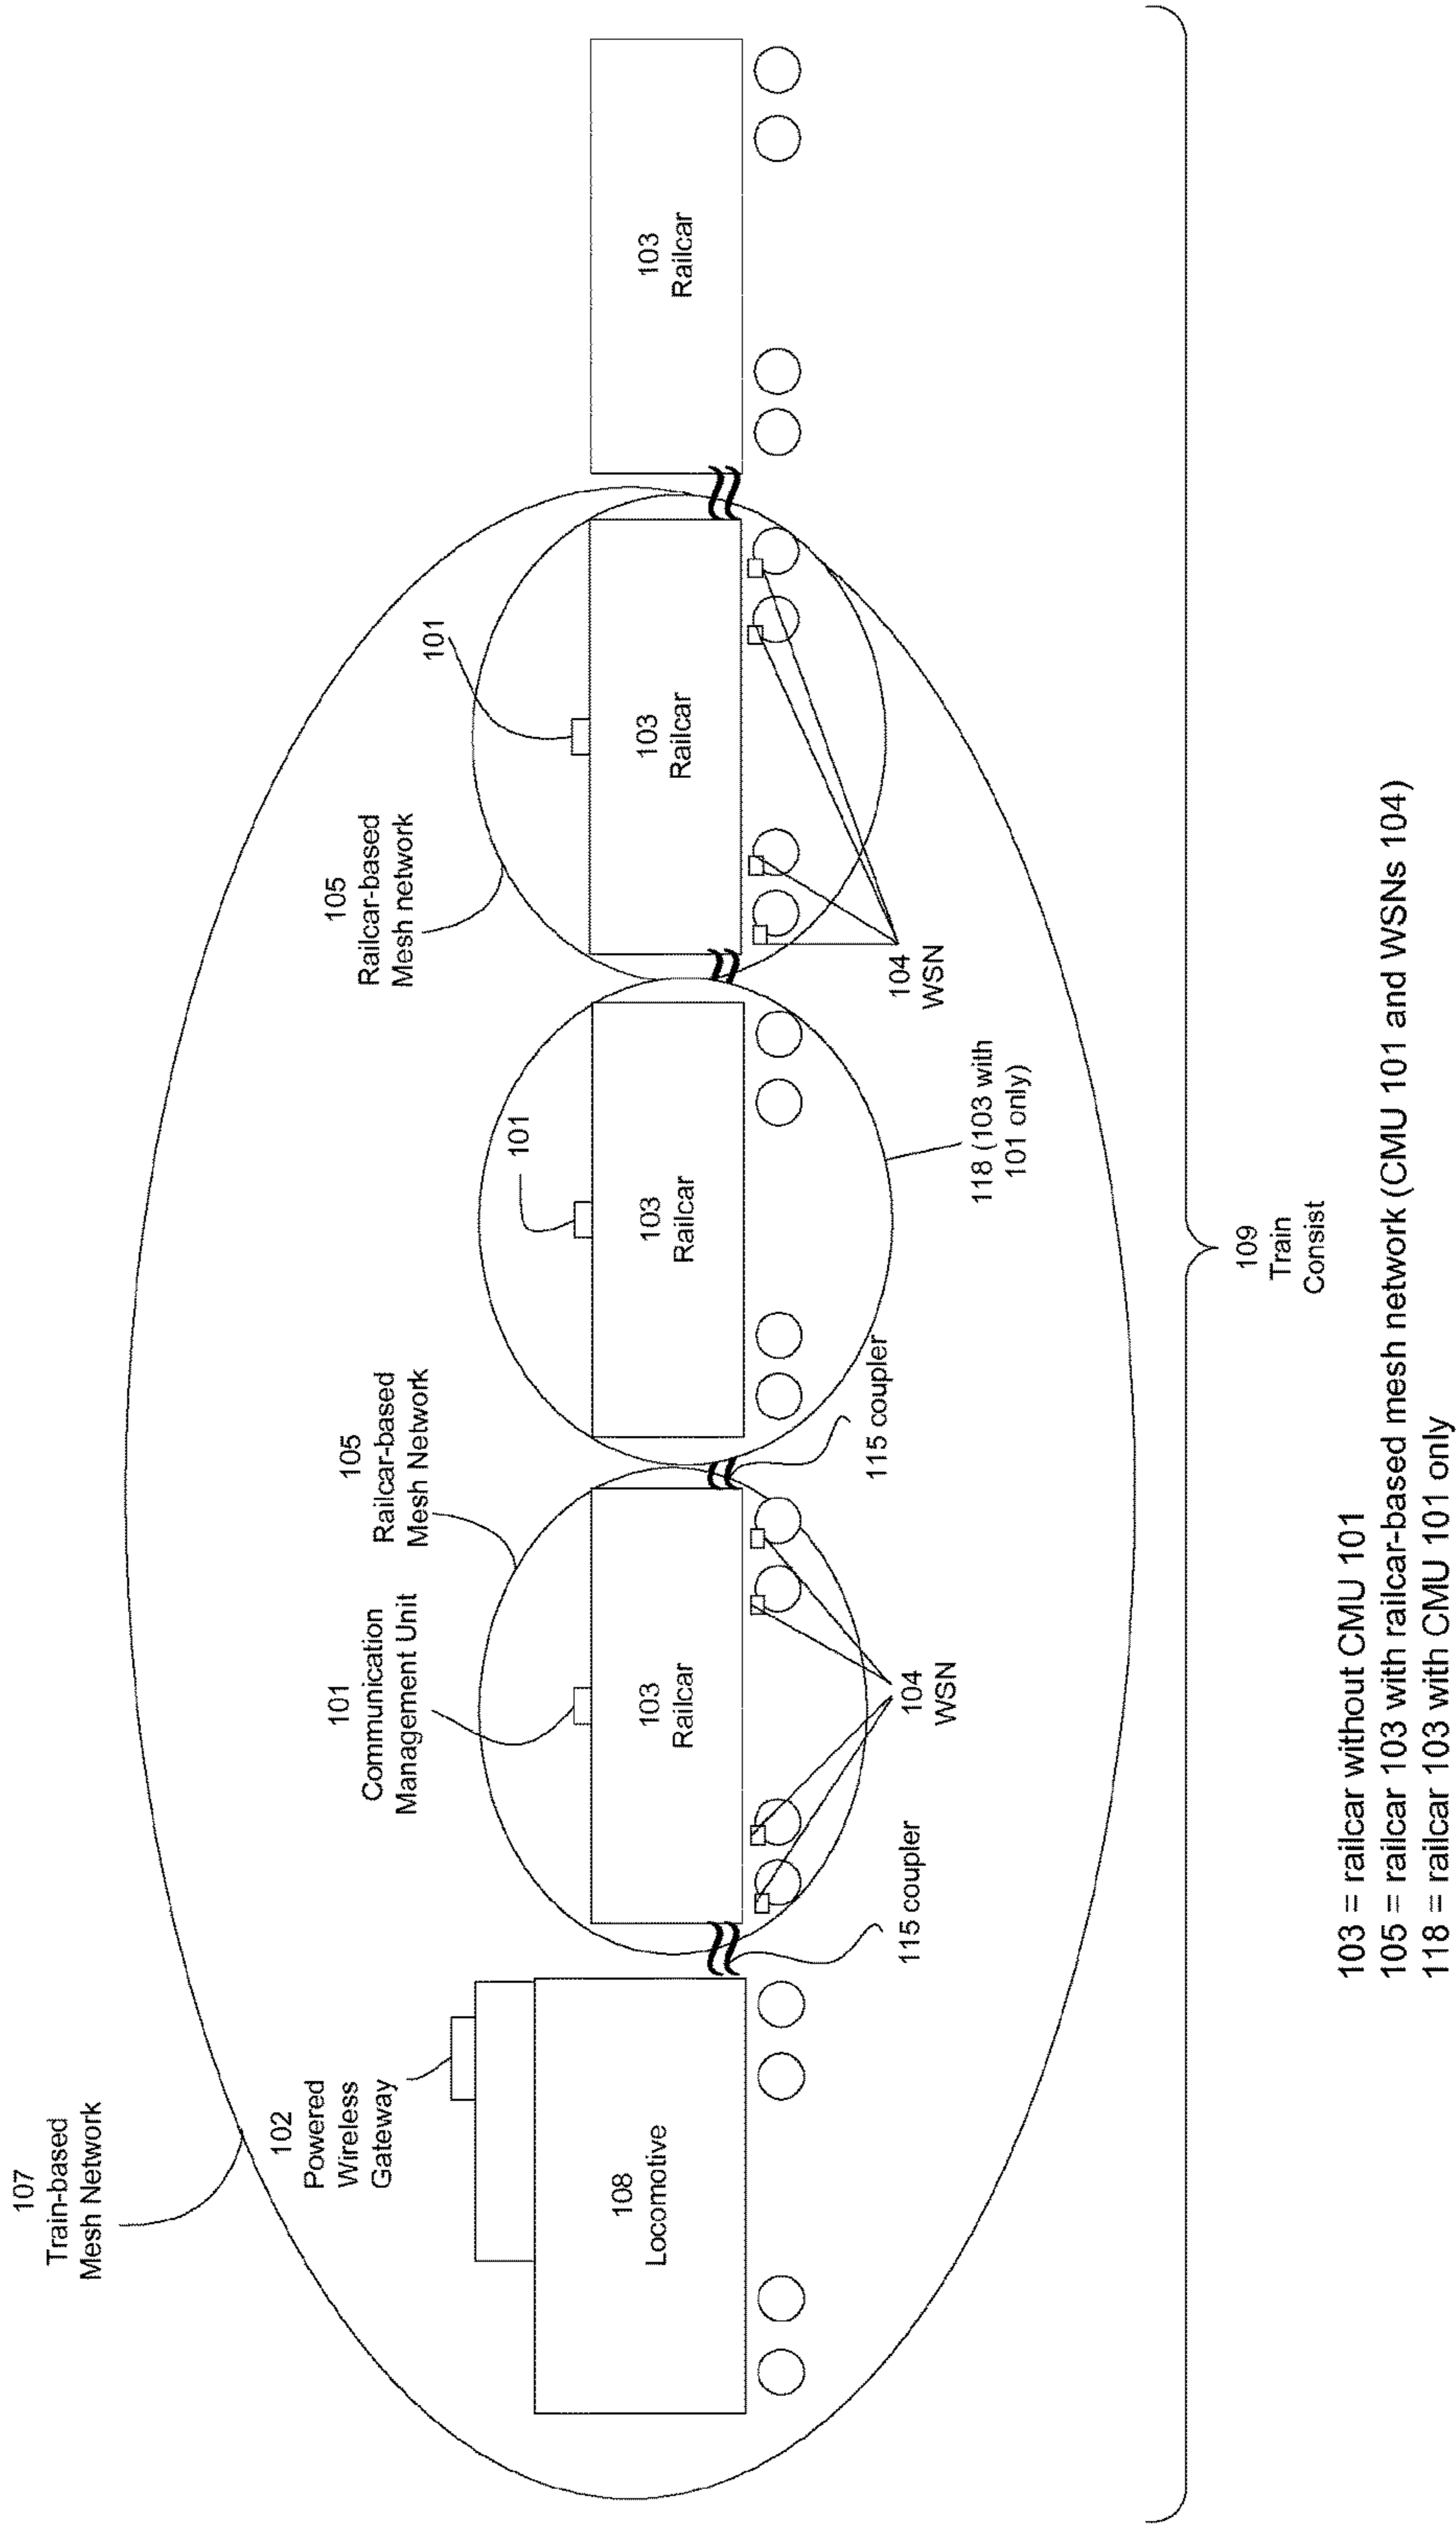 107
Train-based
Mesh Network
102
Powered
Wireless
Gateway
108
Locomotive
115 coupler
101
Communication
Management Unit
105
Railcar-based
Mesh Network
103
Railcar
104
WSN
115 coupler
101
103
Railcar
118 (103 with
101 only)
105
Railcar-based
Mesh network
101
103
Railcar
104
WSN
103
Railcar
109
Train
Consist
103 = railcar without CMU 101
105 = railcar 103 with railcar-based mesh network (CMU 101 and WSNs 104)
118 = railcar 103 with CMU 101 only